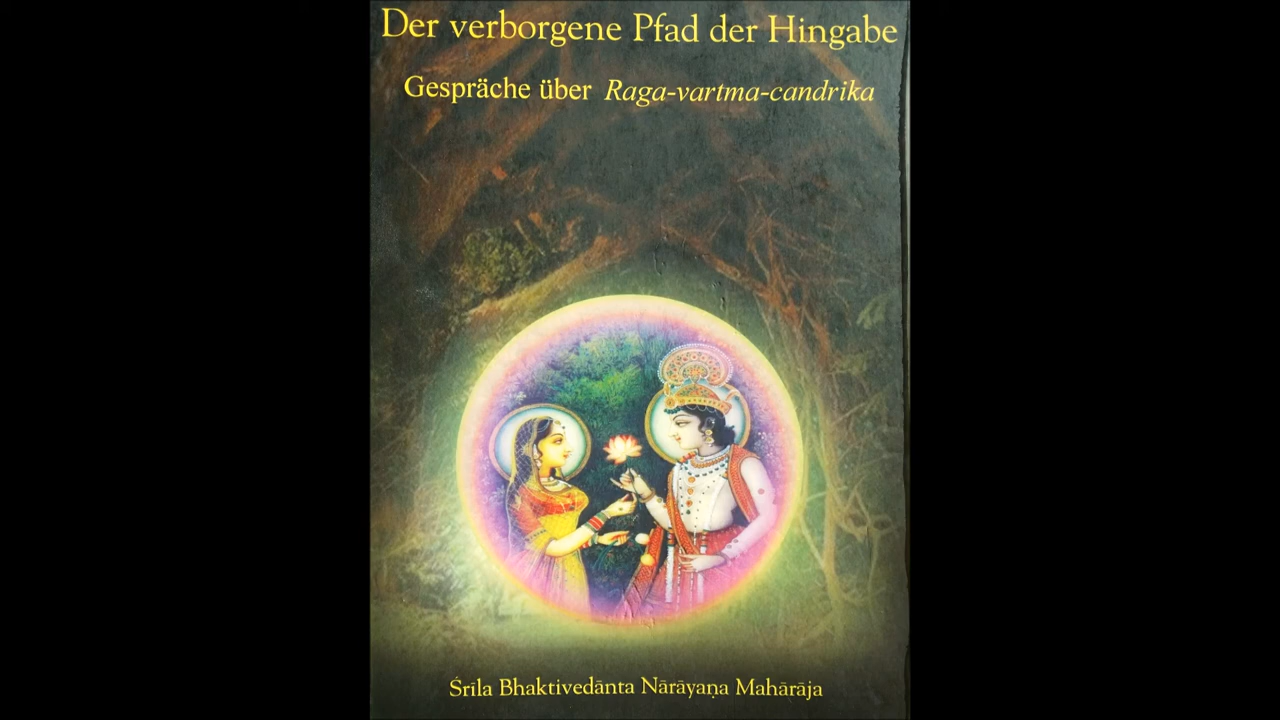 Der verborgene Pfad der Hingabe
Gespräche über Raga-vartma-candrika
Śrīla Bhaktivedānta Nārāyaṇa Mahārāja